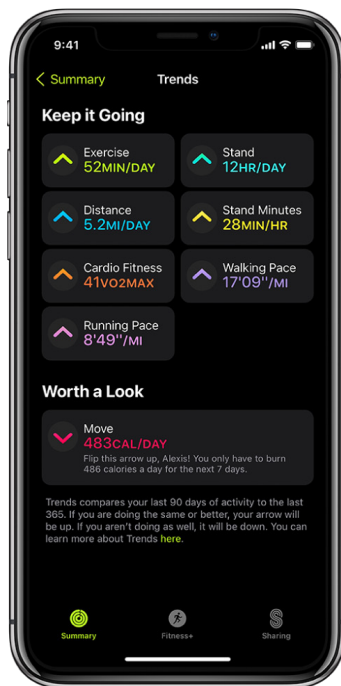 9:41
Summary
Trends
Keep it Going
Exercise
52MIN/DAY
Stand
12HR/DAY
Distance
5.2MI/DAY
Stand Minutes
28MIN/HR
Cardio Fitness
41VO2MAX
Walking Pace
17'09"/MI
Running Pace
8'49"/MI
Worth a Look
Move
483CAL/DAY
Flip this arrow up, Alexis! You only have to burn
486 calories a day for the next 7 days.
Trends compares your last 90 days of activity to the last
365. If you are doing the same or better, your arrow will
be up. If you aren't doing as well, it will be down. You can
learn more about Trends here.
Summary
Fitness+
Sharing